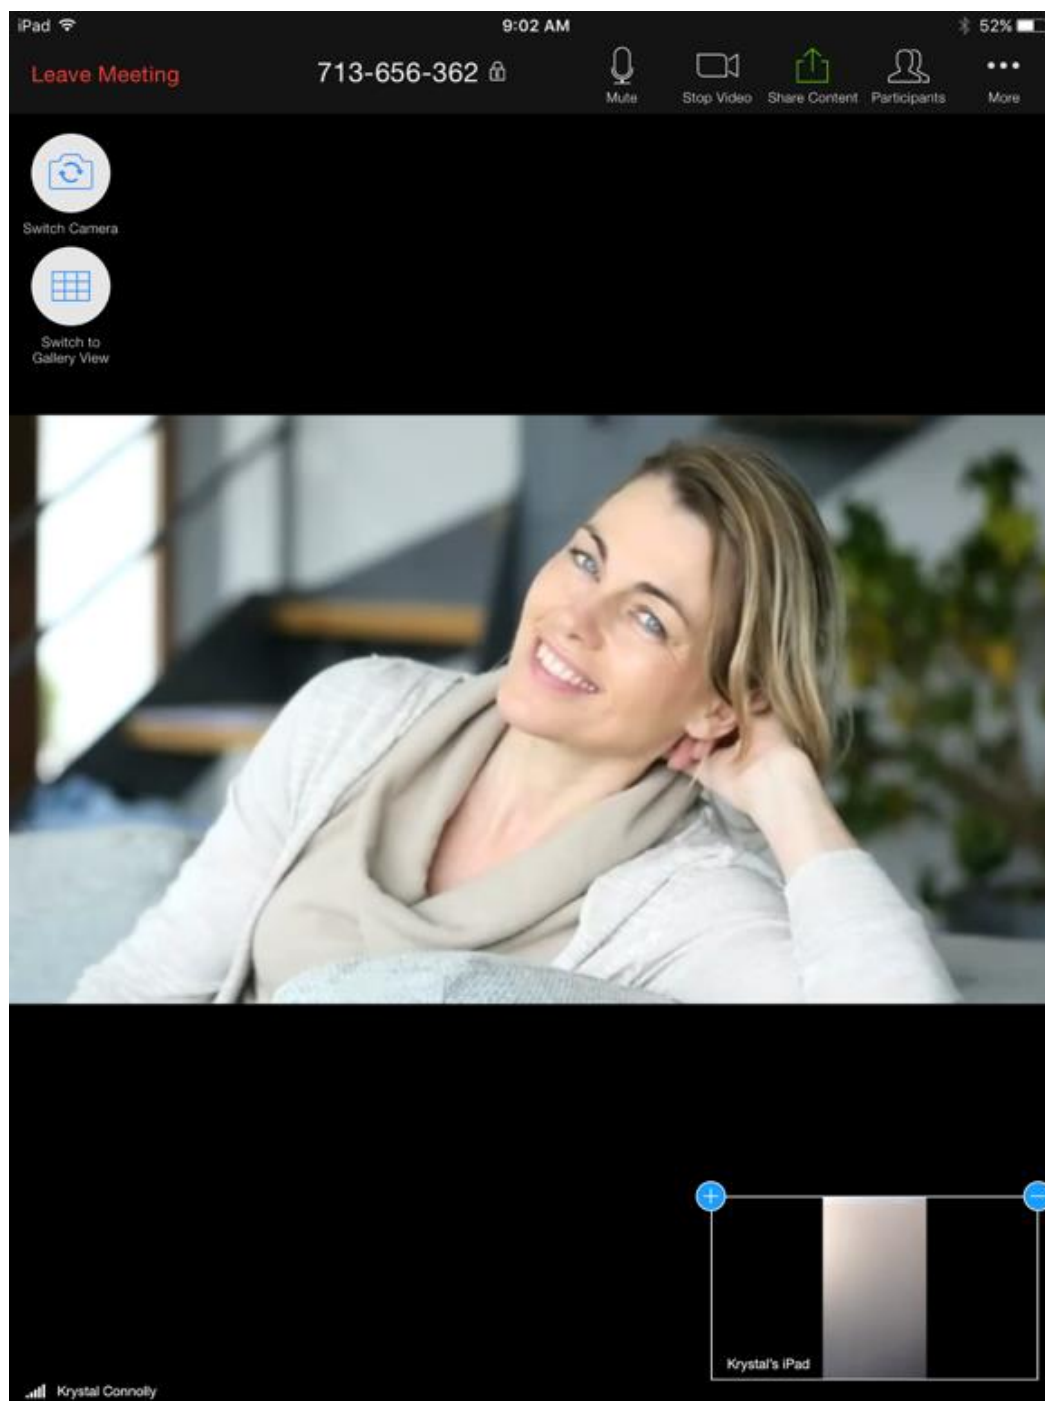 iPad 9:02 AM 52%
Leave Meeting 713-656-362 Mute Stop Video Share Content Participants More
Switch Camera
Switch to
Gallery View
Krystal's iPad
Krystal Connolly